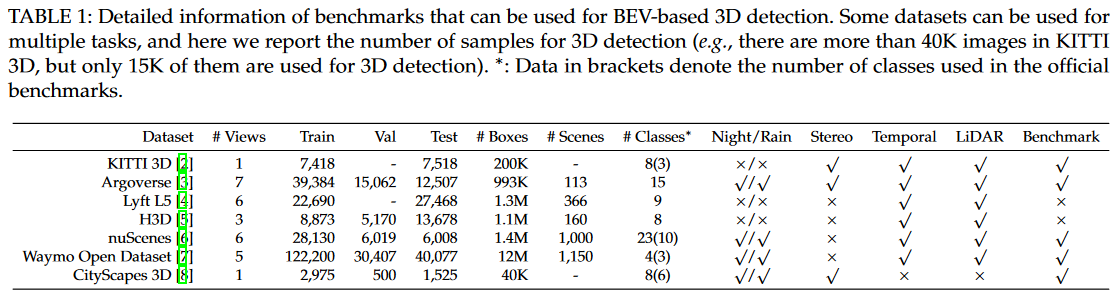 TABLE 1: Detailed information of benchmarks that can be used for BEV-based 3D detection. Some datasets can be used for
multiple tasks, and here we report the number of samples for 3D detection (e.g., there are more than 40K images in KITTI
3D, but only 15K of them are used for 3D detection). *: Data in brackets denote the number of classes used in the official
benchmarks.
Dataset # Views Train Val Test # Boxes # Scenes # Classes* Night/Rain Stereo Temporal LiDAR Benchmark
KITTI 3D [2] 1 7,418 - 7,518 200K - 8(3) ×/× ✓ ✓ ✓ ✓
Argoverse [3] 7 39,384 15,062 12,507 993K 113 15 ✓/✓ ✓ ✓ ✓ ✓
Lyft L5 [4] 6 22,690 - 27,468 1.3M 366 9 ×/× × ✓ ✓ ×
H3D [5] 3 8,873 5,170 13,678 1.1M 160 8 ×/× × ✓ ✓ ×
nuScenes [6] 6 28,130 6,019 6,008 1.4M 1,000 23(10) ✓/✓ × ✓ ✓ ✓
Waymo Open Dataset [7] 5 122,200 30,407 40,077 12M 1,150 4(3) ✓/✓ × ✓ ✓ ✓
CityScapes 3D [8] 1 2,975 500 1,525 40K - 8(6) ✓/✓ ✓ × × ✓